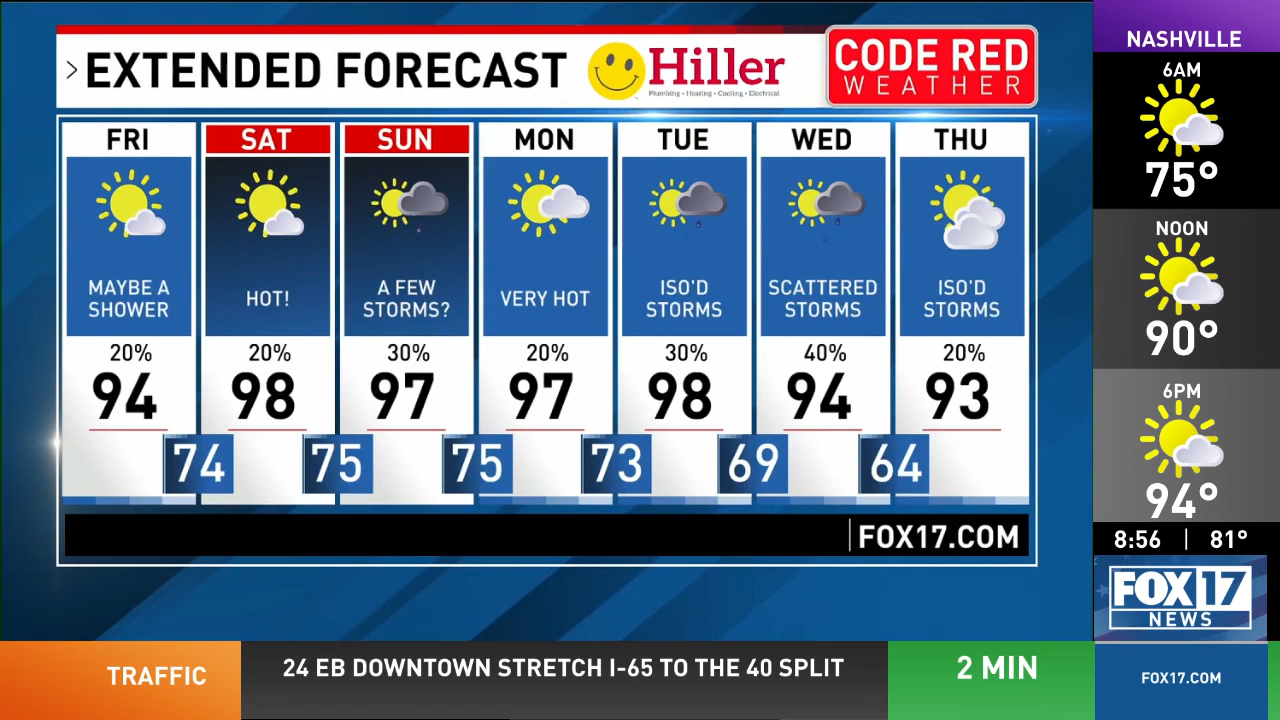 > EXTENDED FORECAST
Hiller
Plumbing • Heating • Cooling • Electrical
CODE RED
WEATHER
FRI
SAT
SUN
MON
TUE
WED
THU
MAYBE A
SHOWER
HOT!
A FEW
STORMS?
VERY HOT
ISO'D
STORMS
SCATTERED
STORMS
ISO'D
STORMS
20%
20%
30%
20%
30%
40%
20%
94
98
97
97
98
94
93
74
75
75
73
69
64
FOX17.COM
NASHVILLE
6AM
75°
NOON
90°
6PM
94°
8:56 | 81°
FOX 17
NEWS
TRAFFIC
24 EB DOWNTOWN STRETCH I-65 TO THE 40 SPLIT
2 MIN
FOX17.COM